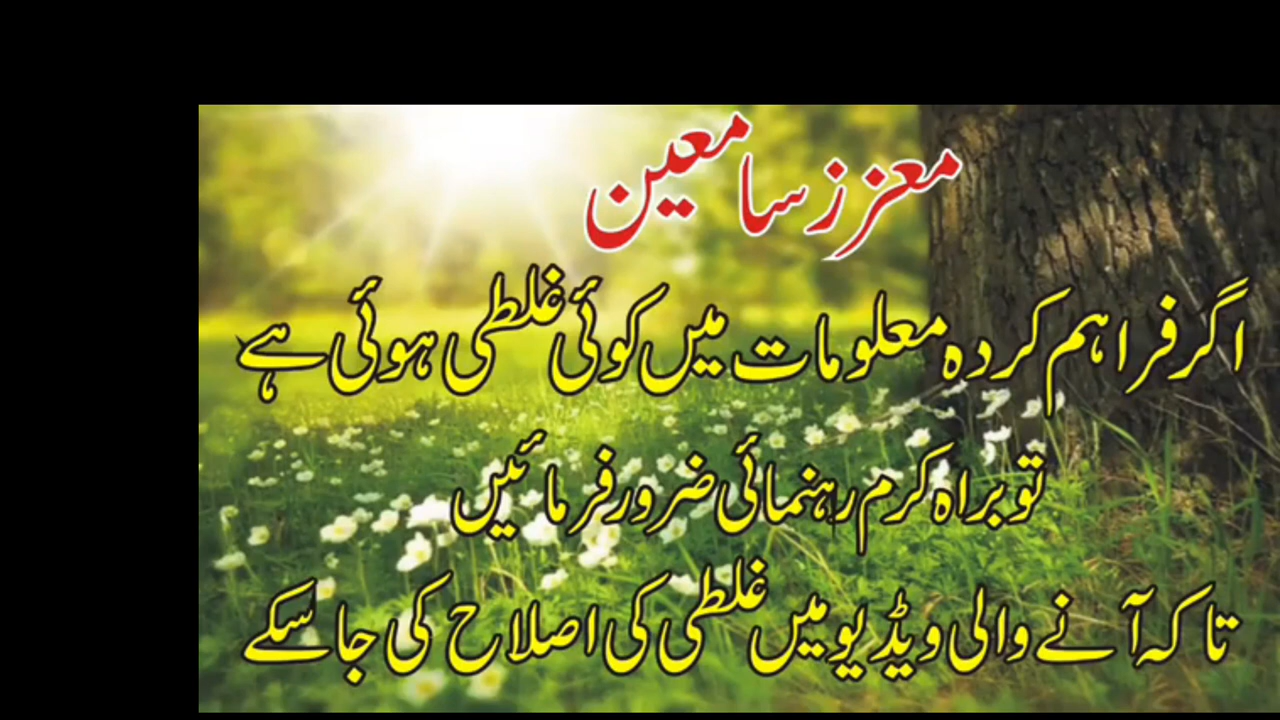 معزز سامعین
اگر فراہم کردہ معلومات میں کوئی غلطی ہوئی ہے
تو براہ کرم رہنمائی ضرور فرمائیں
تاکہ آنے والی ویڈیو میں غلطی کی اصلاح کی جا سکے